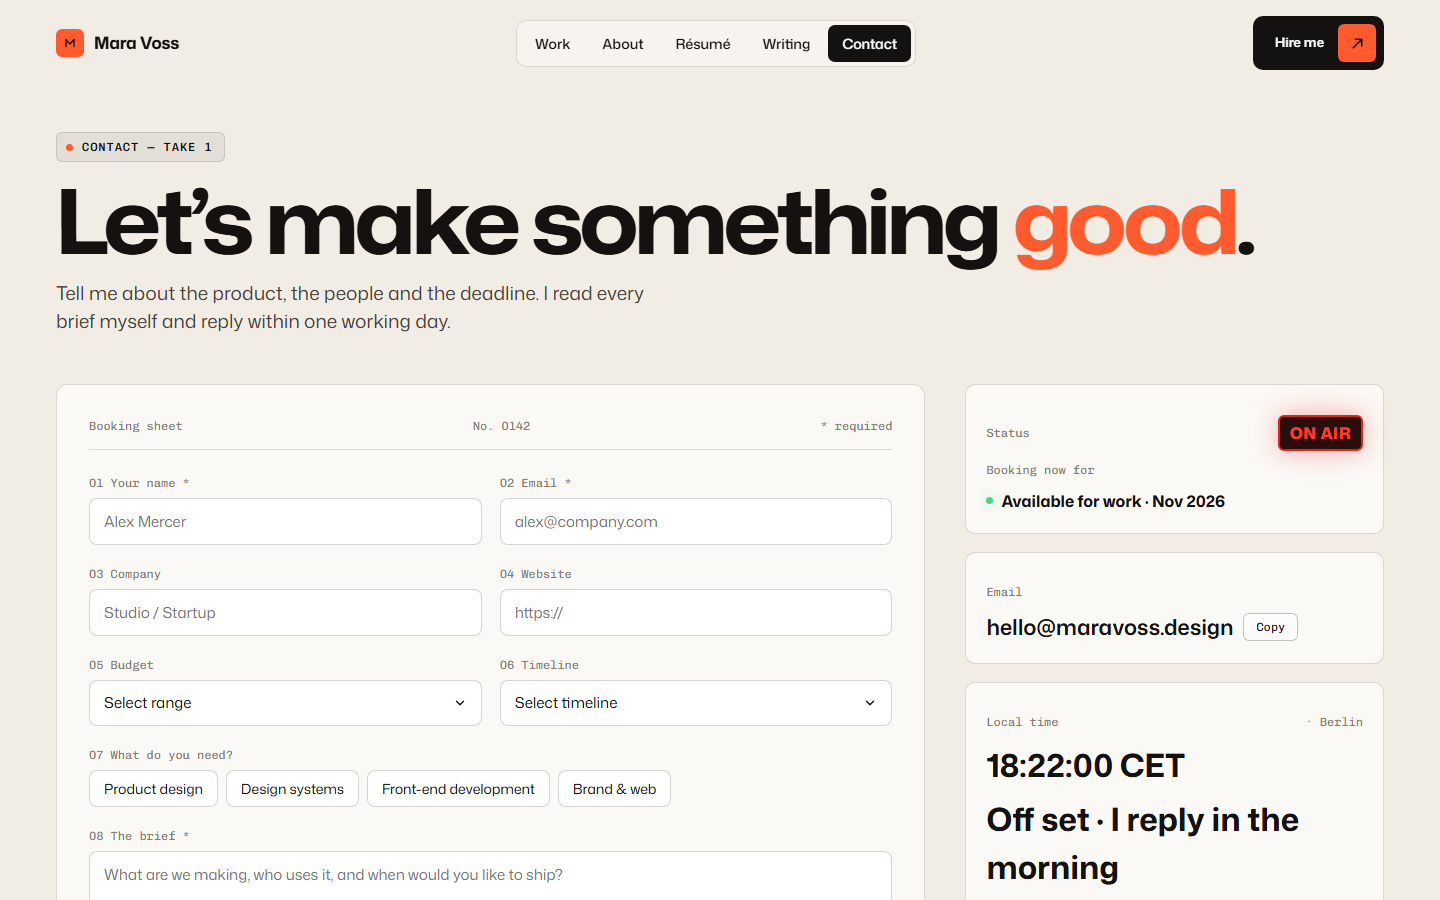 M Mara Voss
Work About Résumé Writing Contact
Hire me
CONTACT — TAKE 1
Let’s make something good.
Tell me about the product, the people and the deadline. I read every
brief myself and reply within one working day.
Booking sheet No. 0142 * required
01 Your name *
Alex Mercer
02 Email *
alex@company.com
03 Company
Studio / Startup
04 Website
https://
05 Budget
Select range
06 Timeline
Select timeline
07 What do you need?
Product design Design systems Front-end development Brand & web
08 The brief *
What are we making, who uses it, and when would you like to ship?
Status ON AIR
Booking now for
Available for work · Nov 2026
Email
hello@maravoss.design Copy
Local time · Berlin
18:22:00 CET
Off set · I reply in the
morning